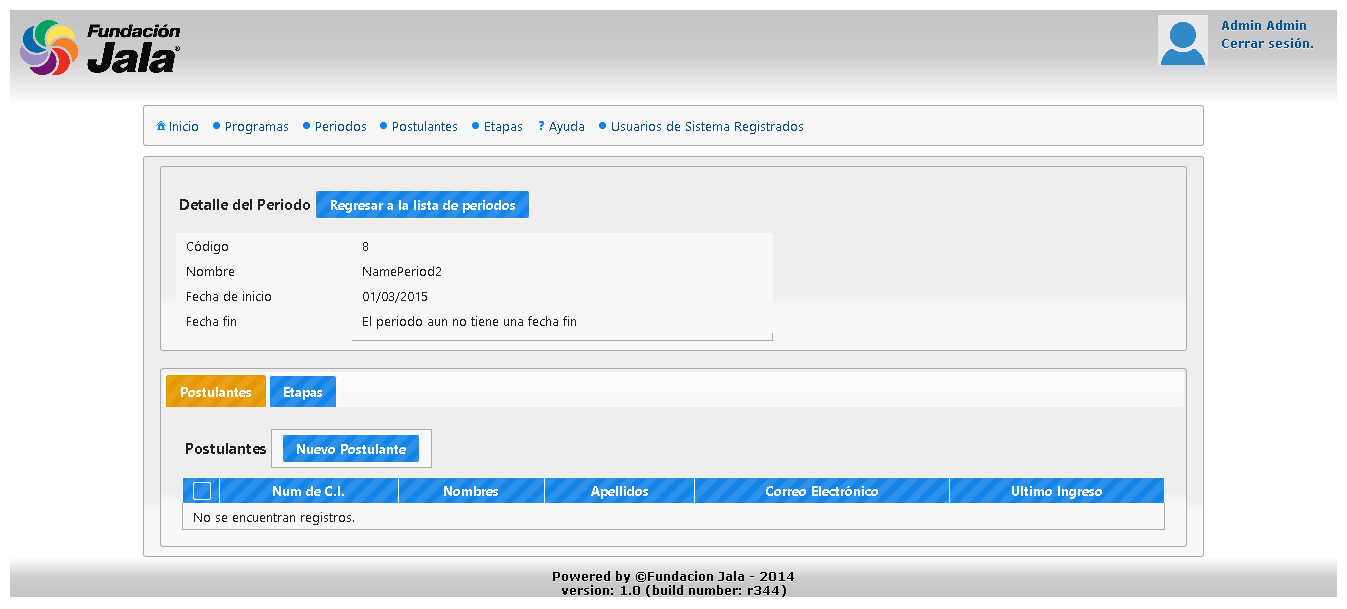 Fundación
Jala®
Admin Admin
Cerrar sesión.
Inicio Programas Periodos Postulantes Etapas ? Ayuda Usuarios de Sistema Registrados
Detalle del Periodo Regresar a la lista de periodos
Código 8
Nombre NamePeriod2
Fecha de inicio 01/03/2015
Fecha fin El periodo aun no tiene una fecha fin
Postulantes Etapas
Postulantes Nuevo Postulante
Num de C.I. Nombres Apellidos Correo Electrónico Ultimo Ingreso
No se encuentran registros.
Powered by ©Fundacion Jala - 2014
version: 1.0 (build number: r344)